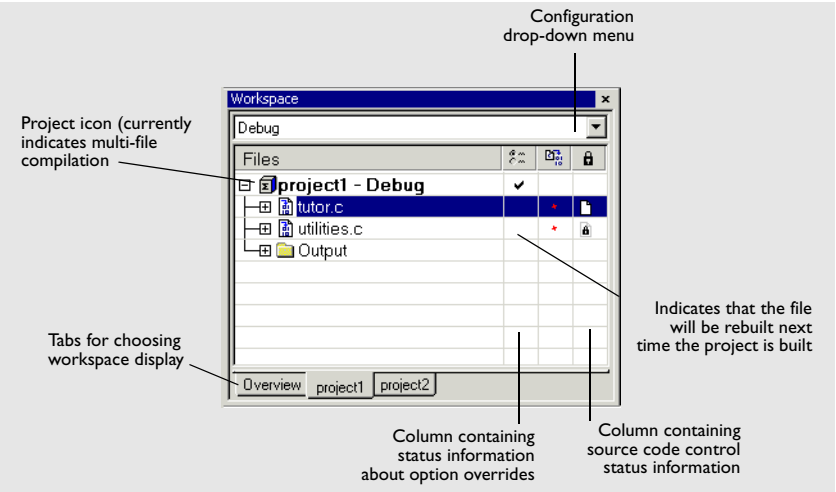 Configuration
drop-down menu
Workspace
Project icon (currently
indicates multi-file
compilation
Debug
Files
project1 - Debug
tutor.c
utilities.c
Output
Indicates that the file
will be rebuilt next
time the project is built
Tabs for choosing
workspace display
Overview project1 project2
Column containing
status information
about option overrides
Column containing
source code control
status information